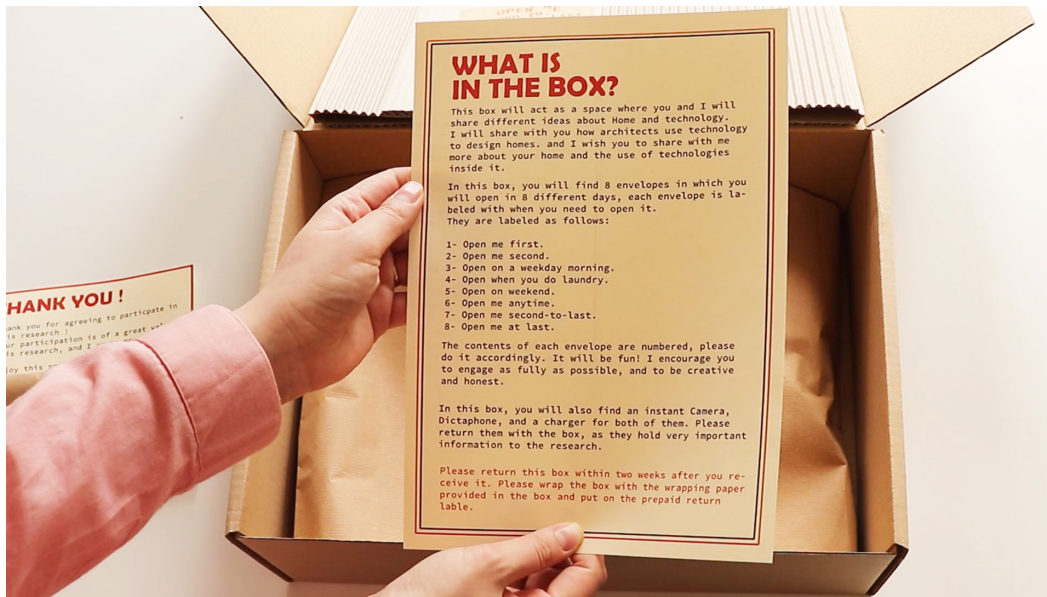 OPEN ME
WHAT IS
IN THE BOX?
This box will act as a space where you and I will
share different ideas about Home and technology.
I will share with you how architects use technology
to design homes. and I wish you to share with me
more about your home and the use of technologies
inside it.
In this box, you will find 8 envelopes in which you
will open in 8 different days, each envelope is la-
beled with when you need to open it.
They are labeled as follows:
1- Open me first.
2- Open me second.
3- Open on a weekday morning.
4- Open when you do laundry.
5- Open on weekend.
6- Open me anytime.
7- Open me second-to-last.
8- Open me at last.
The contents of each envelope are numbered, please
do it accordingly. It will be fun! I encourage you
to engage as fully as possible, and to be creative
and honest.
In this box, you will also find an instant Camera,
Dictaphone, and a charger for both of them. Please
return them with the box, as they hold very important
information to the research.
Please return this box within two weeks after you re-
ceive it. Please wrap the box with the wrapping paper
provided in the box and put on the prepaid return
lable.
HANK YOU !
ank you for agreeing to particpate in
is research !
ur participation is of a great
is research, and I
joy this